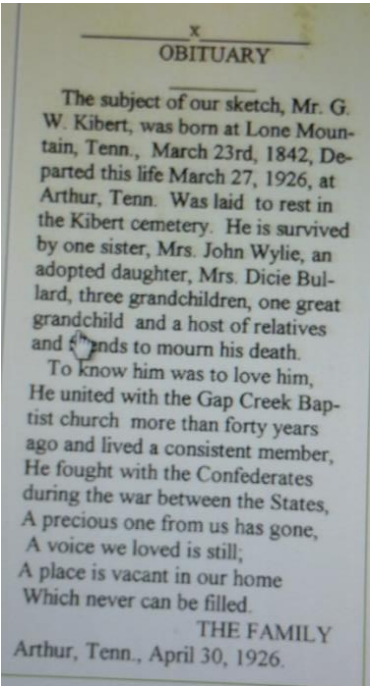 x
OBITUARY
The subject of our sketch, Mr. G.
W. Kibert, was born at Lone Moun-
tain, Tenn., March 23rd, 1842, De-
parted this life March 27, 1926, at
Arthur, Tenn. Was laid to rest in
the Kibert cemetery. He is survived
by one sister, Mrs. John Wylie, an
adopted daughter, Mrs. Dicie Bul-
lard, three grandchildren, one great
grandchild and a host of relatives
and to mourn his death.
To know him was to love him,
He united with the Gap Creek Bap-
tist church more than forty years
ago and lived a consistent member,
He fought with the Confederates
during the war between the States,
A precious one from us has gone,
A voice we loved is still;
A place is vacant in our home
Which never can be filled.
THE FAMILY
Arthur, Tenn., April 30, 1926.